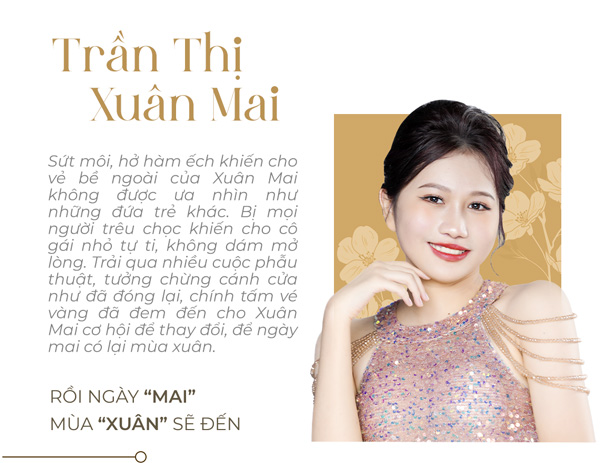 Trần Thị
Xuân Mai
Sứt môi, hở hàm ếch khiến cho
vẻ bề ngoài của Xuân Mai
không được ưa nhìn như
những đứa trẻ khác. Bị mọi
người trêu chọc khiến cho cô
gái nhỏ tự ti, không dám mở
lòng. Trải qua nhiều cuộc phẫu
thuật, tưởng chừng cánh cửa
như đã đóng lại, chính tấm vé
vàng đã đem đến cho Xuân
Mai cơ hội để thay đổi, để ngày
mai có lại mùa xuân.
RỒI NGÀY “MAI”
MÙA “XUÂN” SẼ ĐẾN